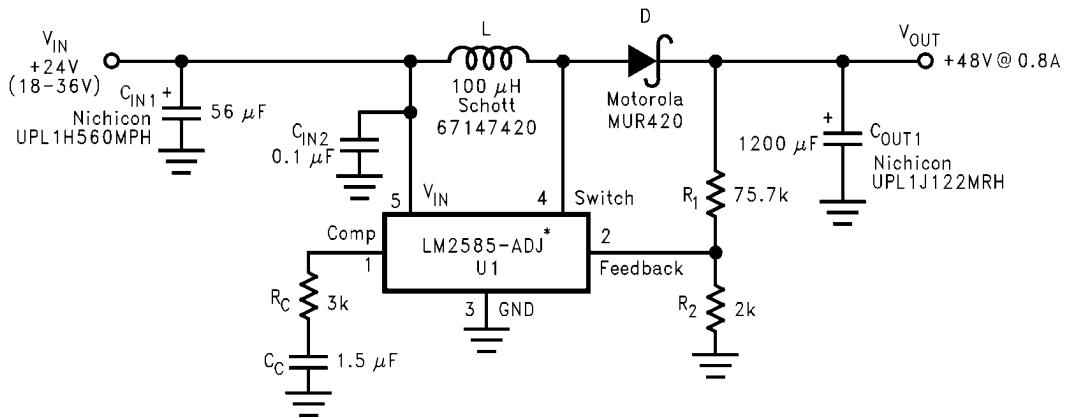 V_IN
+24V
(18-36V)
C_IN1 +
Nichicon
UPL1H560MPH
56 μF
C_IN2
0.1 μF
L
100 μH
Schott
67147420
D
Motorola
MUR420
V_OUT
+48V @ 0.8A
+
1200 μF
C_OUT1
Nichicon
UPL1J122MRH
R_1
75.7k
5
V_IN
4
Switch
Comp
1
LM2585-ADJ*
U1
2
Feedback
3
GND
R_C
3k
C_C
1.5 μF
R_2
2k